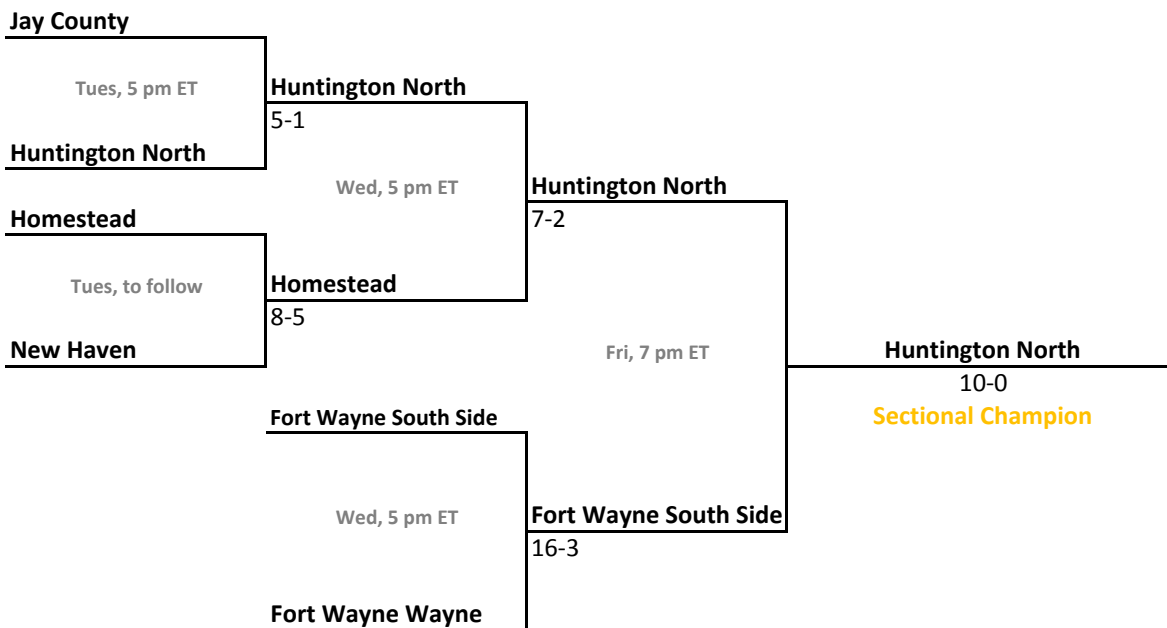 Jay County
Tues, 5 pm ET
Huntington North
5-1
Huntington North
Wed, 5 pm ET
Huntington North
7-2
Homestead
Tues, to follow
Homestead
8-5
New Haven
Fri, 7 pm ET
Huntington North
10-0
Sectional Champion
Fort Wayne South Side
Wed, 5 pm ET
Fort Wayne South Side
16-3
Fort Wayne Wayne